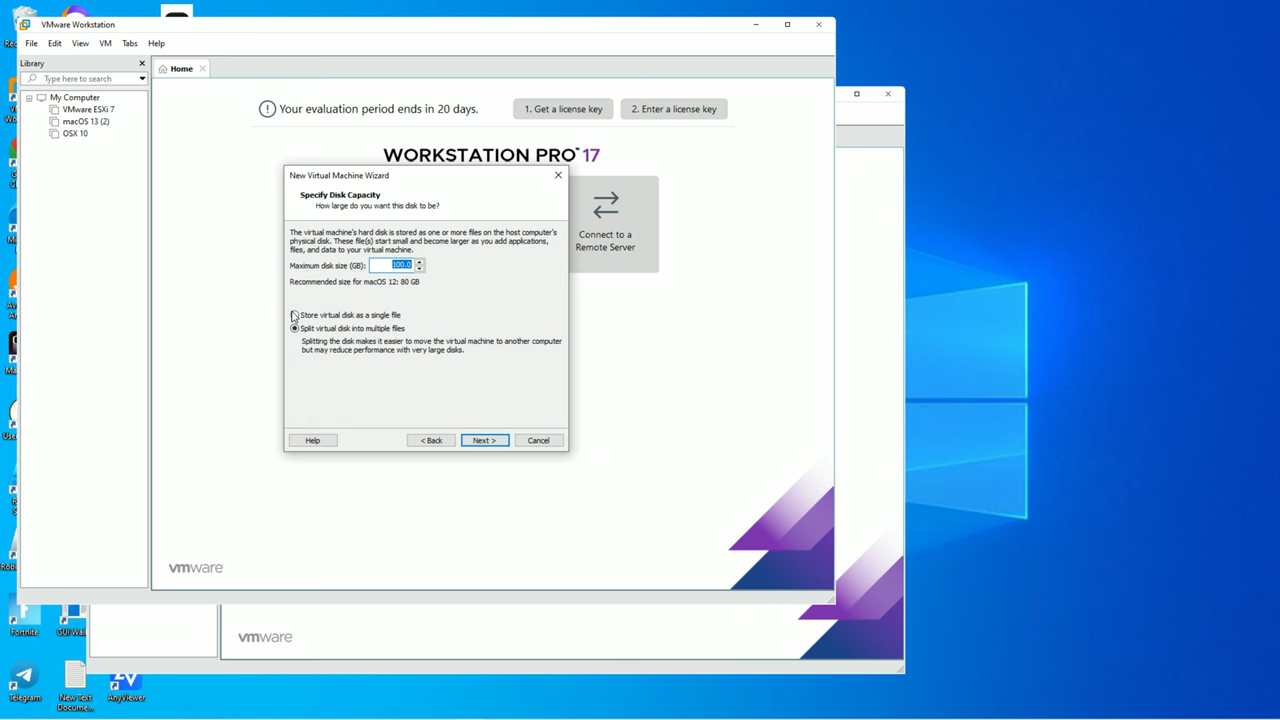 VMware Workstation
File Edit View VM Tabs Help
Library
Type here to search
My Computer
VMware ESXi 7
macOS 13 (2)
OSX 10
Home
Your evaluation period ends in 20 days.
1. Get a license key
2. Enter a license key
WORKSTATION PRO™ 17
Connect to a
Remote Server
New Virtual Machine Wizard
Specify Disk Capacity
How large do you want this disk to be?
The virtual machine's hard disk is stored as one or more files on the host computer's
physical disk. These file(s) start small and become larger as you add applications,
files, and data to your virtual machine.
Maximum disk size (GB): 100.0
Recommended size for macOS 12: 80 GB
Store virtual disk as a single file
Split virtual disk into multiple files
Splitting the disk makes it easier to move the virtual machine to another computer
but may reduce performance with very large disks.
Help
< Back
Next >
Cancel
vmware
vmware
Fortnite
GUI Wal
Telegram
New Text
Docume...
AnyViewer